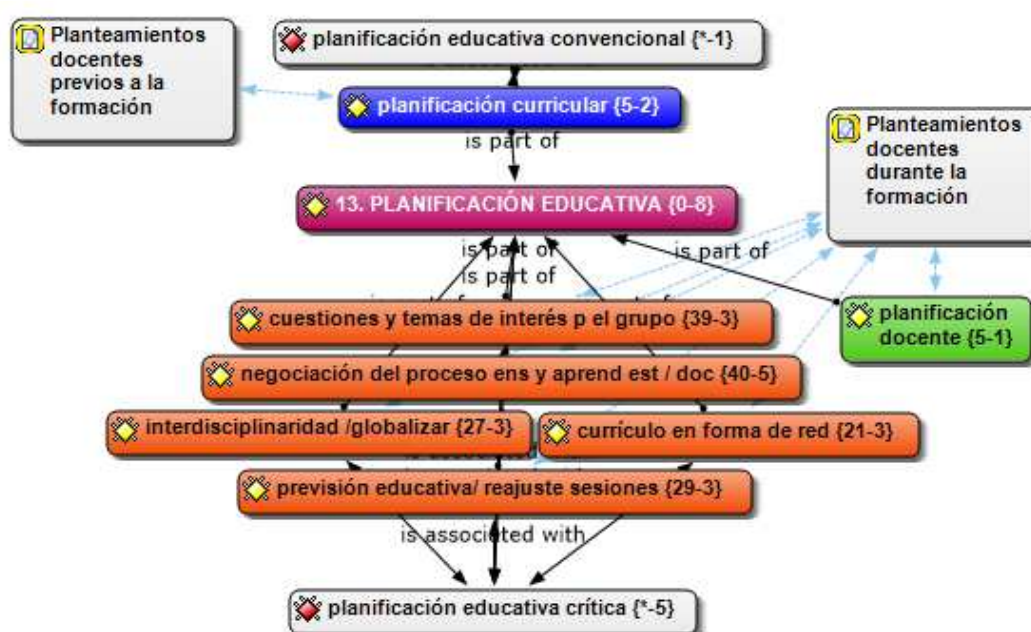 Planteamientos
docentes
previos a la
formación
planificación educativa convencional {*-1}
planificación curricular {5-2}
is part of
Planteamientos
docentes
durante la
formación
13. PLANIFICACIÓN EDUCATIVA {0-8}
is part of
is part of
is part of
cuestiones y temas de interés p el grupo {39-3}
planificación
docente {5-1}
negociación del proceso ens y aprend est / doc {40-5}
interdisciplinaridad /globalizar {27-3}
currículo en forma de red {21-3}
previsión educativa/ reajuste sesiones {29-3}
is associated with
planificación educativa crítica {*-5}